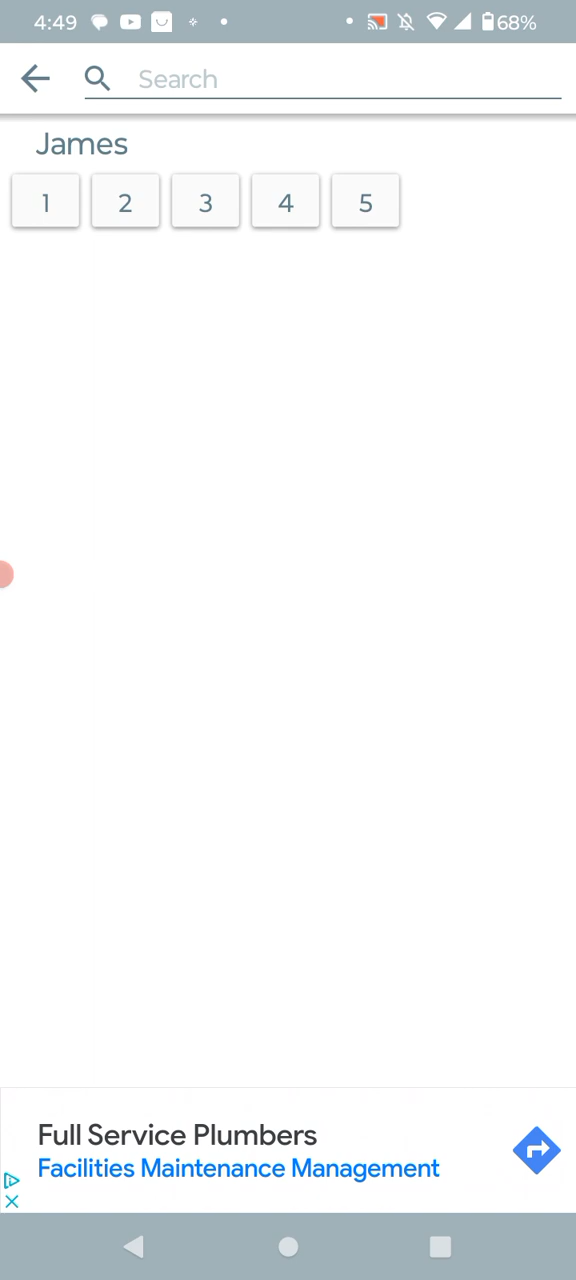 4:49 68%
Search
James
1 2 3 4 5
Full Service Plumbers
Facilities Maintenance Management